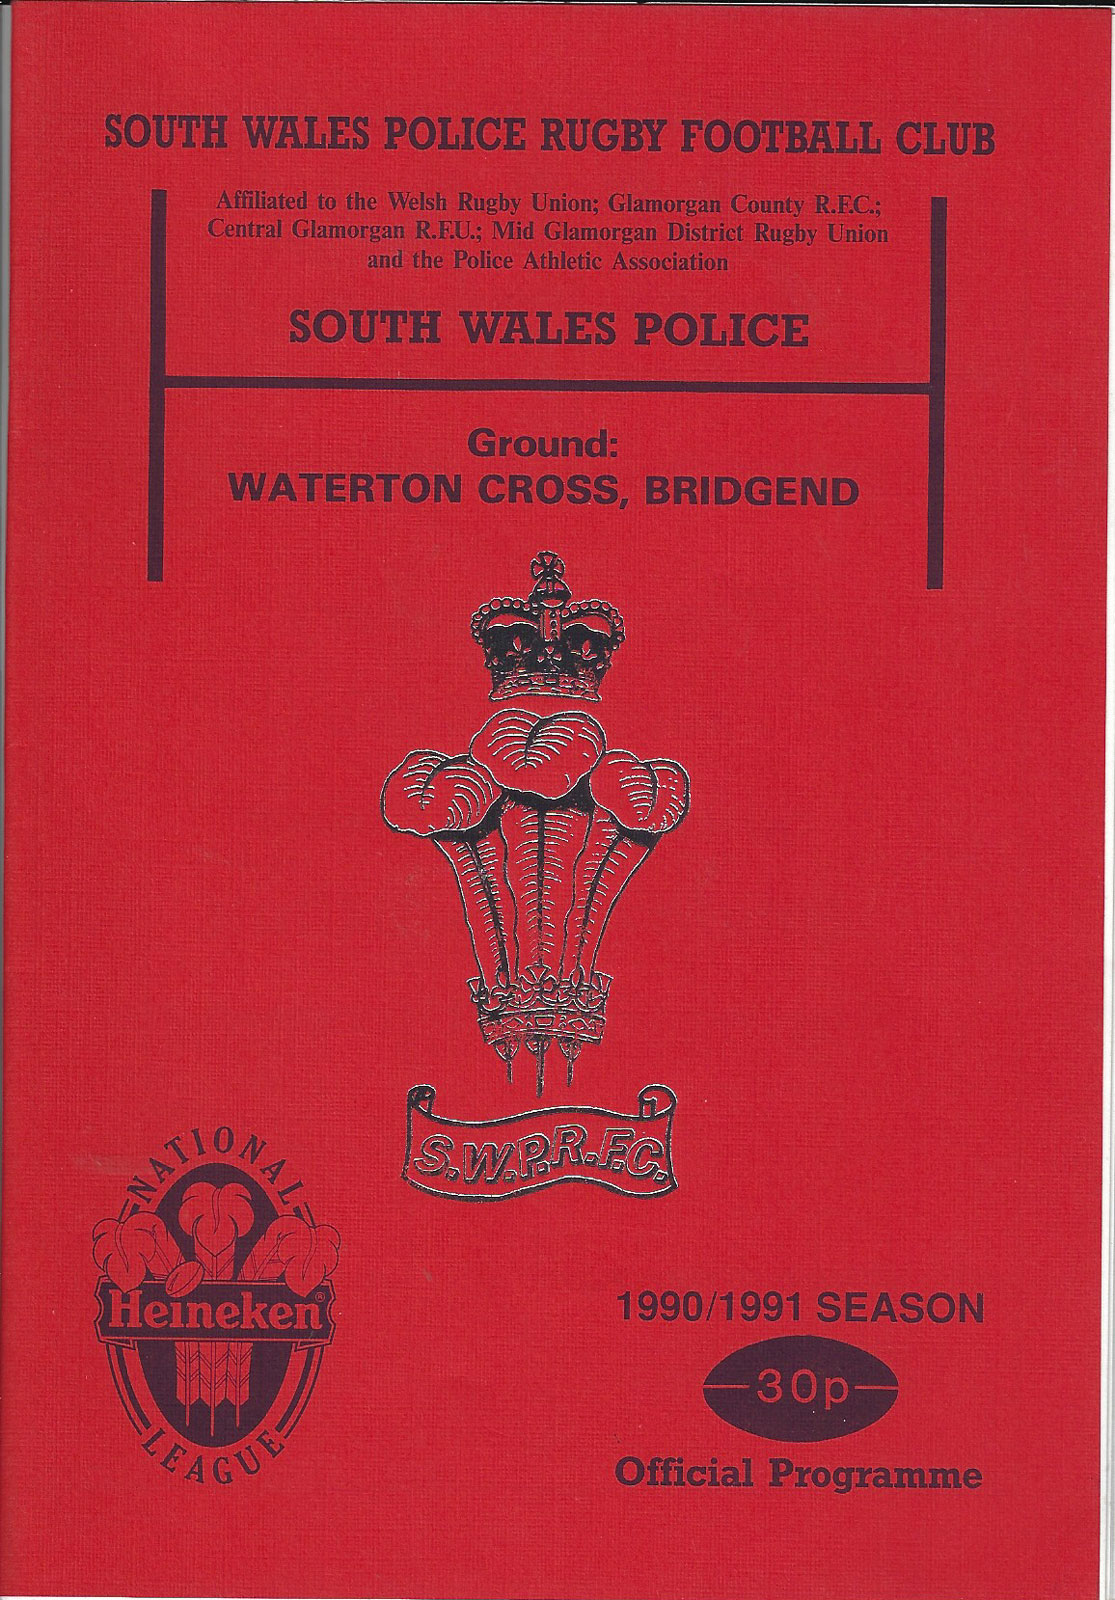 SOUTH WALES POLICE RUGBY FOOTBALL CLUB
Affiliated to the Welsh Rugby Union; Glamorgan County R.F.C.;
Central Glamorgan R.F.U.; Mid Glamorgan District Rugby Union
and the Police Athletic Association
SOUTH WALES POLICE
Ground:
WATERTON CROSS, BRIDGEND
S.W.P.R.F.C.
NATIONAL
Heineken®
LEAGUE
1990/1991 SEASON
30p
Official Programme